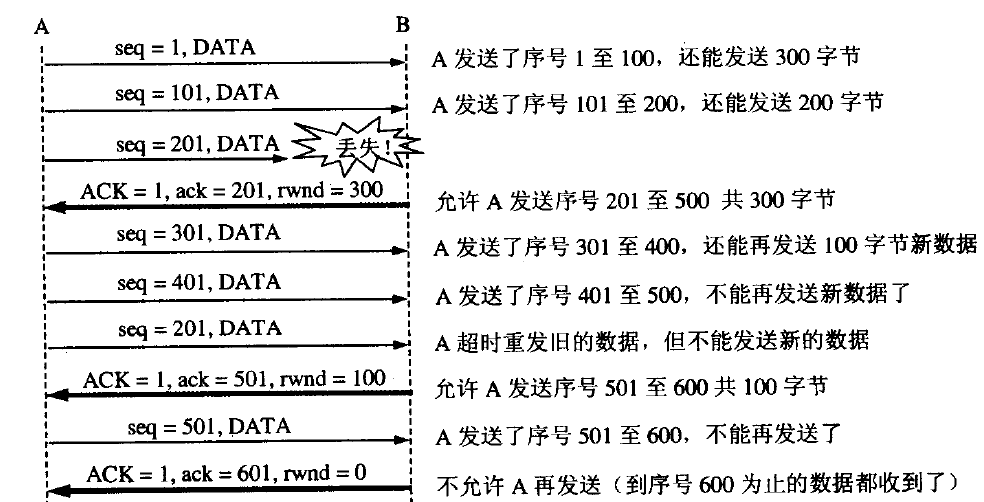 A B
seq = 1, DATA A 发送了序号 1 至 100，还能发送 300 字节
seq = 101, DATA A 发送了序号 101 至 200，还能发送 200 字节
seq = 201, DATA 丢失！
ACK = 1, ack = 201, rwnd = 300 允许 A 发送序号 201 至 500 共 300 字节
seq = 301, DATA A 发送了序号 301 至 400，还能再发送 100 字节新数据
seq = 401, DATA A 发送了序号 401 至 500，不能再发送新数据了
seq = 201, DATA A 超时重发旧的数据，但不能发送新的数据
ACK = 1, ack = 501, rwnd = 100 允许 A 发送序号 501 至 600 共 100 字节
seq = 501, DATA A 发送了序号 501 至 600，不能再发送了
ACK = 1, ack = 601, rwnd = 0 不允许 A 再发送（到序号 600 为止的数据都收到了）